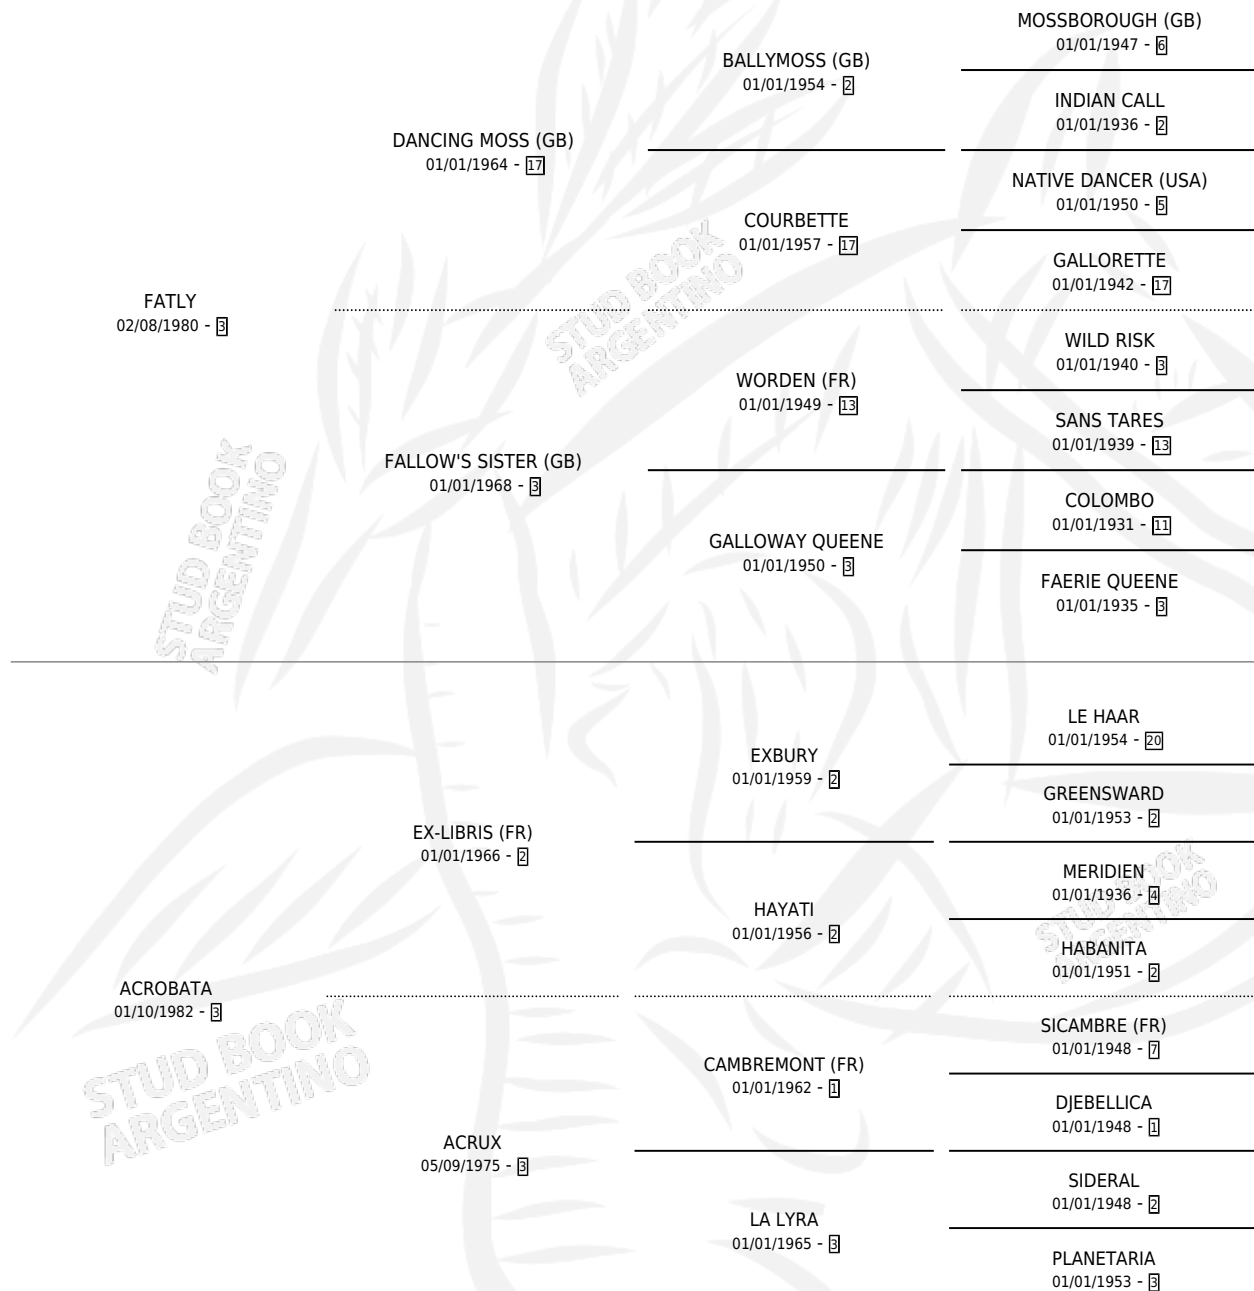 MOSSBOROUGH (GB)
01/01/1947 - 6
BALLYMOSS (GB)
01/01/1954 - 2
INDIAN CALL
01/01/1936 - 2
DANCING MOSS (GB)
01/01/1964 - 17
NATIVE DANCER (USA)
01/01/1950 - 5
COURBETTE
01/01/1957 - 17
GALLORETTE
01/01/1942 - 17
FATLY
02/08/1980 - 3
WILD RISK
01/01/1940 - 3
WORDEN (FR)
01/01/1949 - 13
SANS TARES
01/01/1939 - 13
FALLOW'S SISTER (GB)
01/01/1968 - 3
COLOMBO
01/01/1931 - 11
GALLOWAY QUEENE
01/01/1950 - 3
FAERIE QUEENE
01/01/1935 - 3
LE HAAR
01/01/1954 - 20
EXBURY
01/01/1959 - 2
GREENSWARD
01/01/1953 - 2
EX-LIBRIS (FR)
01/01/1966 - 2
MERIDIEN
01/01/1936 - 4
HAYATI
01/01/1956 - 2
HABANITA
01/01/1951 - 2
ACROBATA
01/10/1982 - 3
SICAMBRE (FR)
01/01/1948 - 7
CAMBREMONT (FR)
01/01/1962 - 1
DJEBELLICA
01/01/1948 - 1
ACRUX
05/09/1975 - 3
SIDERAL
01/01/1948 - 2
LA LYRA
01/01/1965 - 3
PLANETARIA
01/01/1953 - 3
STUD BOOK
ARGENTINO
STUD BOOK
ARGENTINO
STUD BOOK
ARGENTINO
STUD BOOK
ARGENTINO